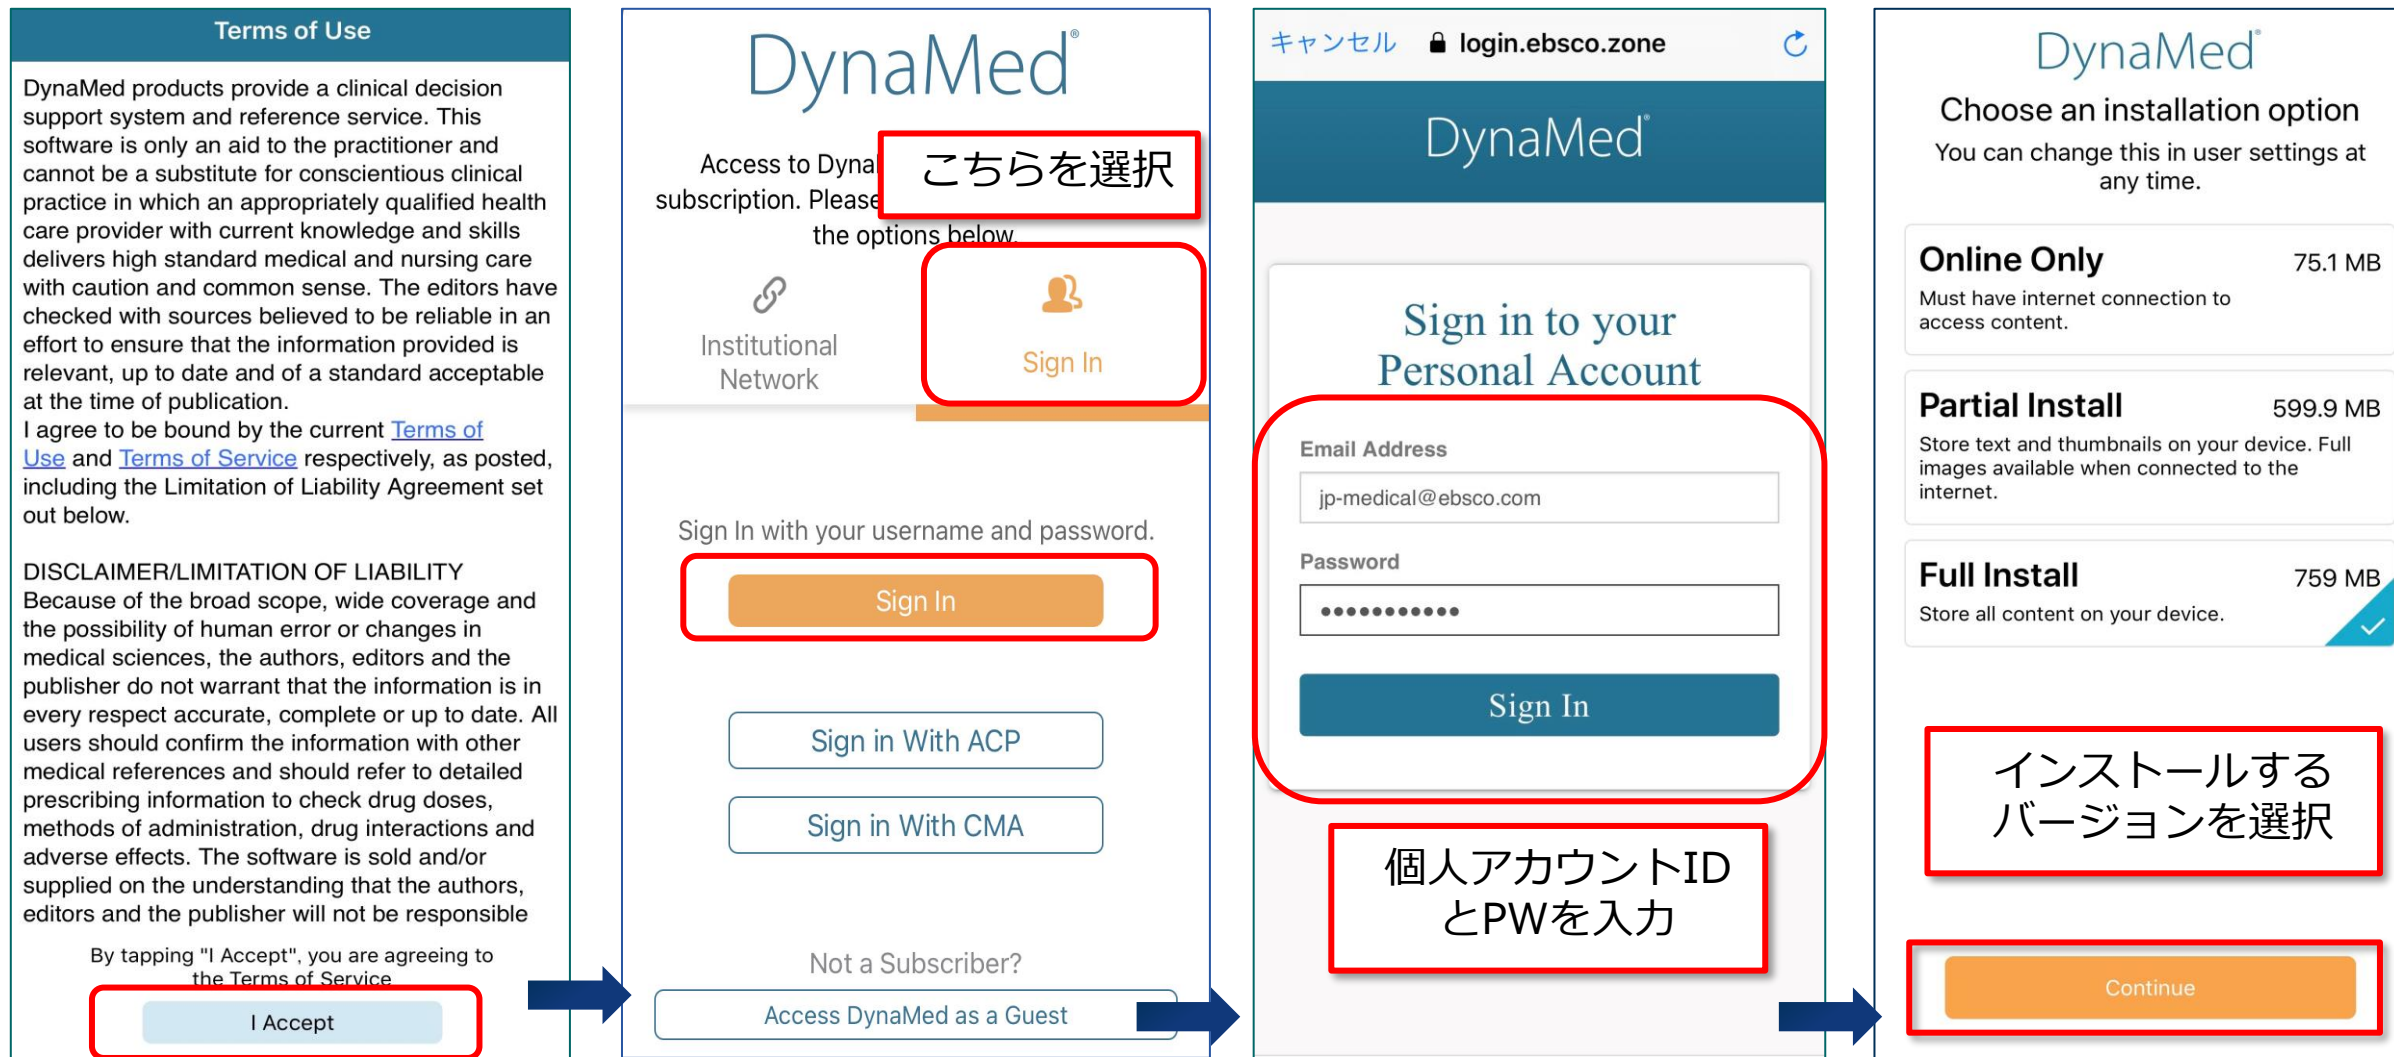 Terms of Use
DynaMed products provide a clinical decision
support system and reference service. This
software is only an aid to the practitioner and
cannot be a substitute for conscientious clinical
practice in which an appropriately qualified health
care provider with current knowledge and skills
delivers high standard medical and nursing care
with caution and common sense. The editors have
checked with sources believed to be reliable in an
effort to ensure that the information provided is
relevant, up to date and of a standard acceptable
at the time of publication.
I agree to be bound by the current Terms of
Use and Terms of Service respectively, as posted,
including the Limitation of Liability Agreement set
out below.
DISCLAIMER/LIMITATION OF LIABILITY
Because of the broad scope, wide coverage and
the possibility of human error or changes in
medical sciences, the authors, editors and the
publisher do not warrant that the information is in
every respect accurate, complete or up to date. All
users should confirm the information with other
medical references and should refer to detailed
prescribing information to check drug doses,
methods of administration, drug interactions and
adverse effects. The software is sold and/or
supplied on the understanding that the authors,
editors and the publisher will not be responsible
By tapping "I Accept", you are agreeing to
the Terms of Service
I Accept
DynaMed®
Access to
subscription. Please
the options below.
こちらを選択
Institutional
Network
Sign In
Sign In with your username and password.
Sign In
Sign in With ACP
Sign in With CMA
Not a Subscriber?
Access DynaMed as a Guest
キャンセル login.ebsco.zone
DynaMed®
Sign in to your
Personal Account
Email Address
jp-medical@ebsco.com
Password
•••••••••••
Sign In
個人アカウントID
とPWを入力
DynaMed®
Choose an installation option
You can change this in user settings at
any time.
Online Only 75.1 MB
Must have internet connection to
access content.
Partial Install 599.9 MB
Store text and thumbnails on your device. Full
images available when connected to the
internet.
Full Install 759 MB
Store all content on your device.
インストールする
バージョンを選択
Continue